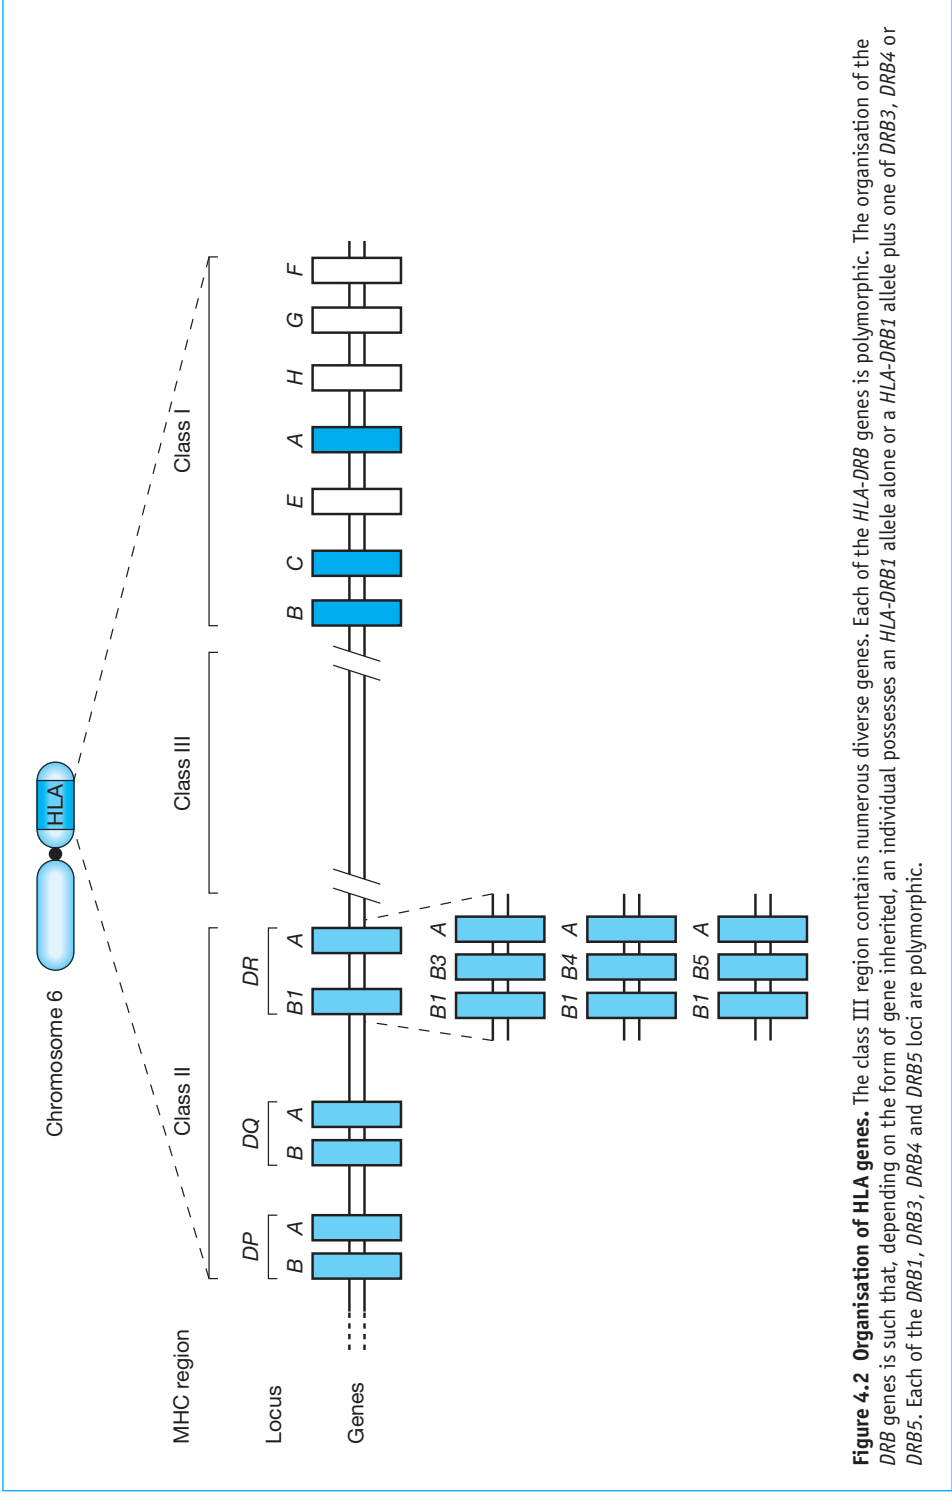 Chromosome 6
HLA
MHC region
Class II
Class III
Class I
Locus
DP
DQ
DR
B A B A B1 A B C E A H G F
Genes
B1 B3 A
B1 B4 A
B1 B5 A
Figure 4.2 Organisation of HLA genes. The class III region contains numerous diverse genes. Each of the HLA-DRB genes is polymorphic. The organisation of the
DRB genes is such that, depending on the form of gene inherited, an individual possesses an HLA-DRB1 allele alone or a HLA-DRB1 allele plus one of DRB3, DRB4 or
DRB5. Each of the DRB1, DRB3, DRB4 and DRB5 loci are polymorphic.